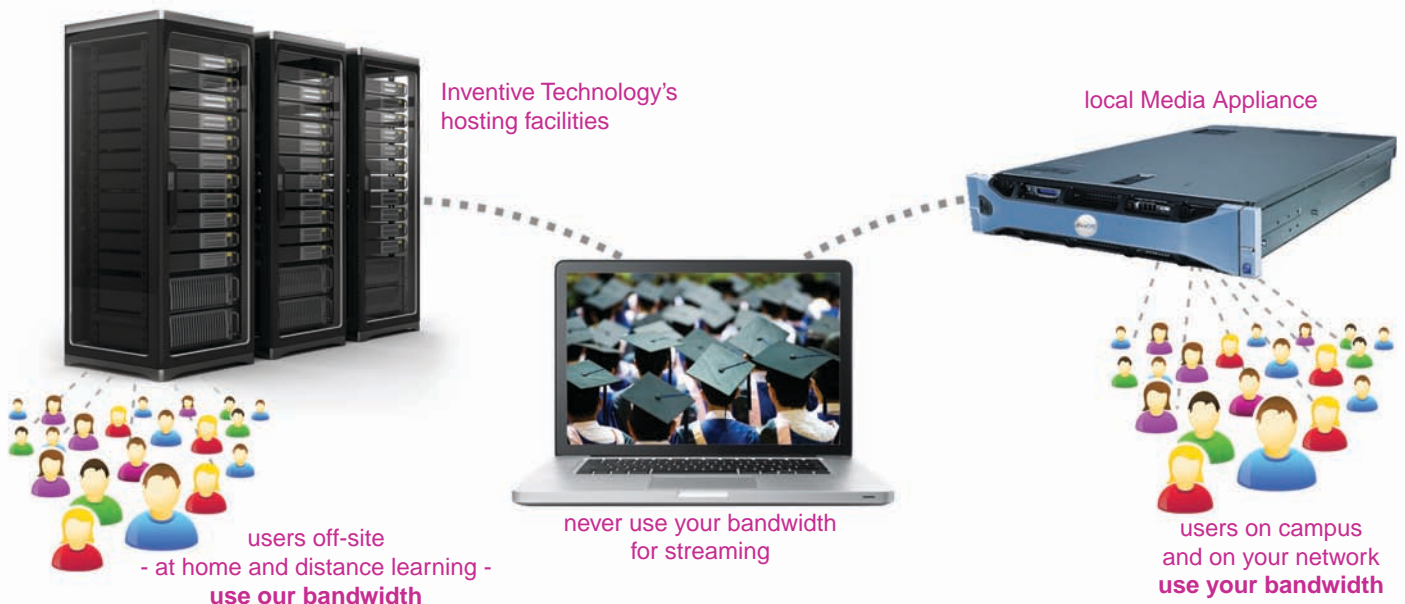 Inventive Technology's
hosting facilities
local Media Appliance
never use your bandwidth
for streaming
users off-site
- at home and distance learning -
use our bandwidth
users on campus
and on your network
use your bandwidth